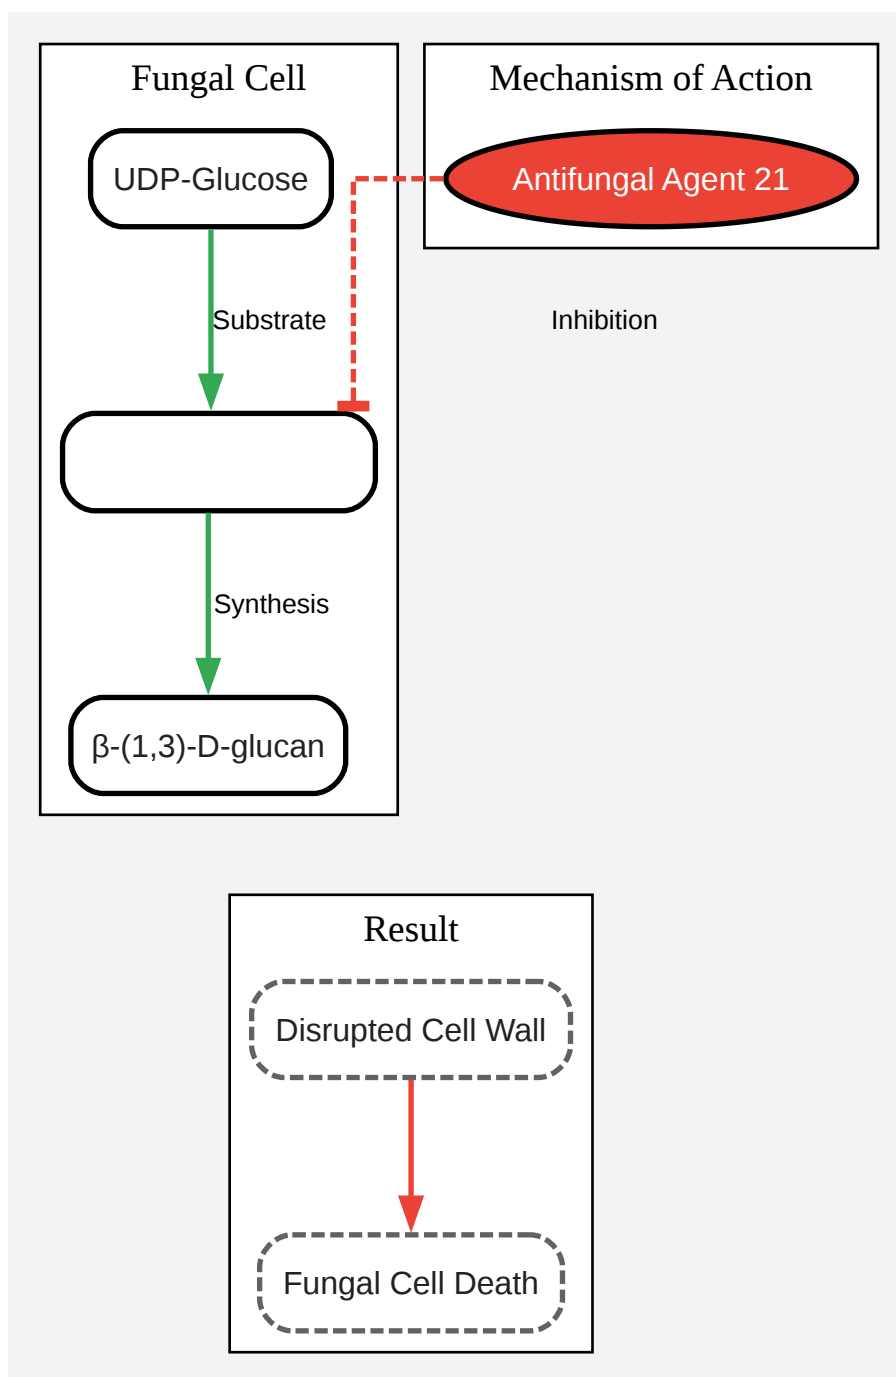 Fungal Cell
Mechanism of Action
UDP-Glucose
Antifungal Agent 21
Substrate
Inhibition
Synthesis
β-(1,3)-D-glucan
Result
Disrupted Cell Wall
Fungal Cell Death